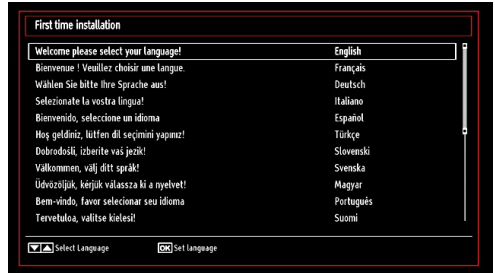 First time installation
Welcome please select your language! English
Bienvenue ! Veuillez choisir une langue. Français
Wählen Sie bitte Ihre Sprache aus! Deutsch
Selezionate la vostra lingua! Italiano
Bienvenido, seleccione un idioma Español
Hoş geldiniz, lütfen dil seçimini yapınız! Türkçe
Dobrodošli, izberite vaš jezik! Slovenski
Välkommen, välj ditt språk! Svenska
Üdvözöljük, kérjük válassza ki a nyelvet! Magyar
Bem-vindo, favor selecionar seu idioma Português
Tervetuloa, valitse kielesi! Suomi
Select Language OK Set language